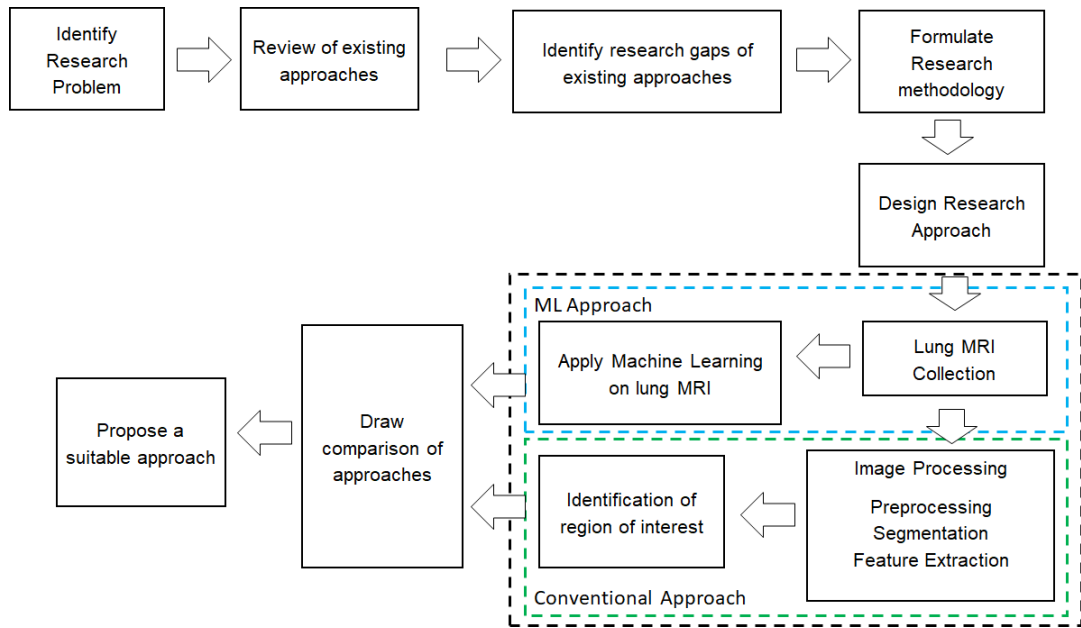 Identify
Research
Problem
Review of existing
approaches
Identify research gaps of
existing approaches
Formulate
Research
methodology
Design Research
Approach
ML Approach
Lung MRI
Collection
Apply Machine Learning
on lung MRI
Image Processing
Preprocessing
Segmentation
Feature Extraction
Identification of
region of interest
Conventional Approach
Draw
comparison of
approaches
Propose a
suitable approach